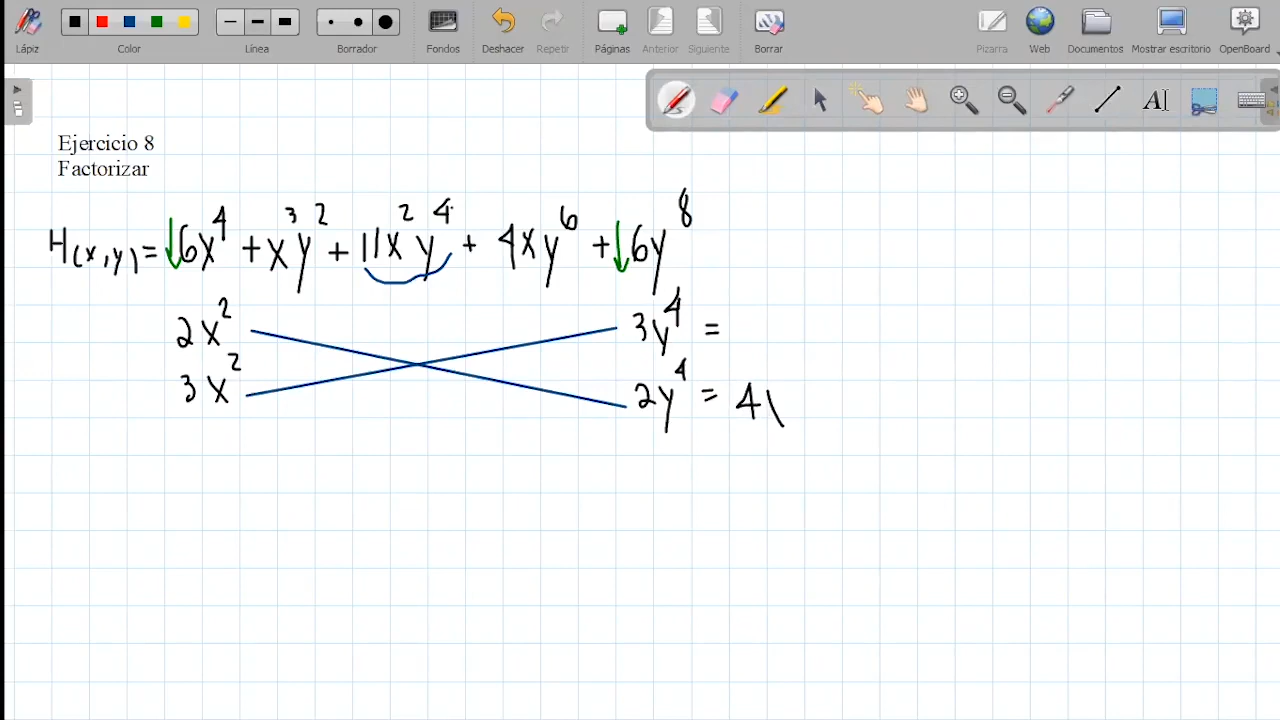 Lápiz Color Línea Borrador Fondos Deshacer Repetir Páginas Anterior Siguiente Borrar Pizarra Web Documentos Mostrar escritorio OpenBoard
Ejercicio 8
Factorizar
H(x,y)= 6x⁴ + x³y² + 11x²y⁴ + 4xy⁶ + 6y⁸
2x² 3y⁴ =
3x² 2y⁴ = 4